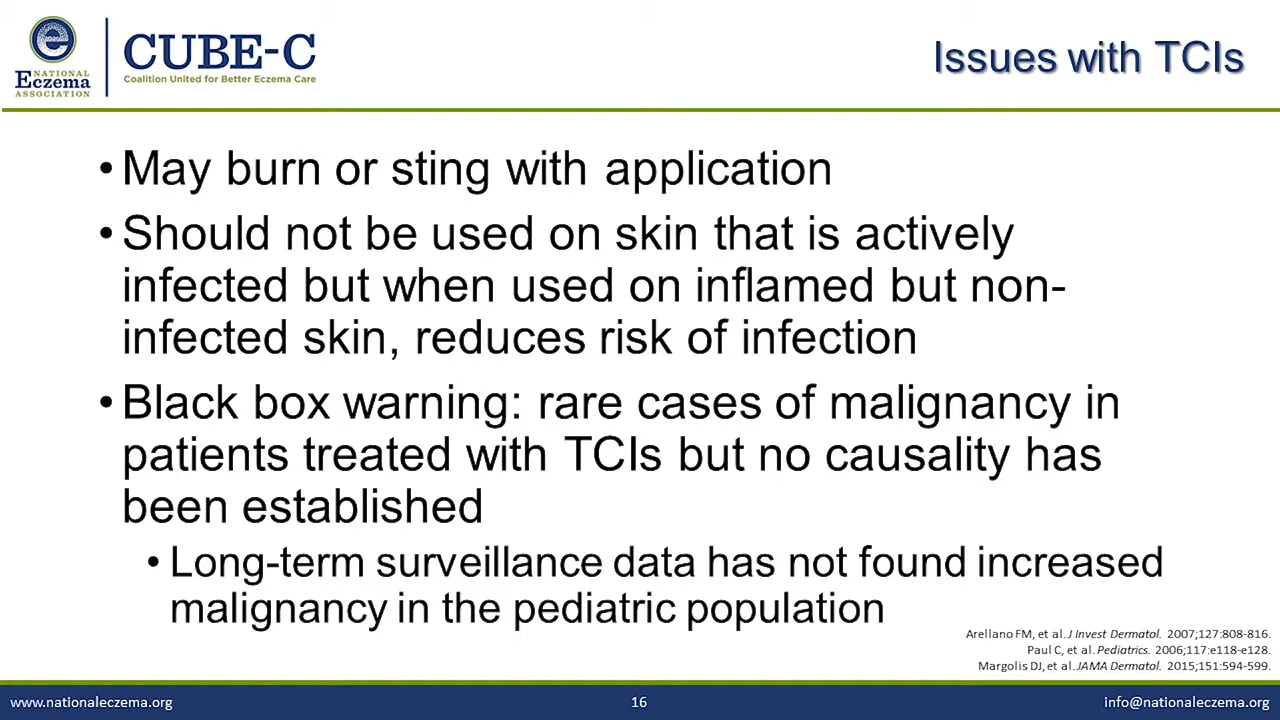 NATIONAL
Eczema
ASSOCIATION
CUBE-C
Coalition United for Better Eczema Care
Issues with TCIs
• May burn or sting with application
• Should not be used on skin that is actively
infected but when used on inflamed but non-
infected skin, reduces risk of infection
• Black box warning: rare cases of malignancy in
patients treated with TCIs but no causality has
been established
• Long-term surveillance data has not found increased
malignancy in the pediatric population
Arellano FM, et al. J Invest Dermatol. 2007;127:808-816.
Paul C, et al. Pediatrics. 2006;117:e118-e128.
Margolis DJ, et al. JAMA Dermatol. 2015;151:594-599.
www.nationaleczema.org
16
info@nationaleczema.org